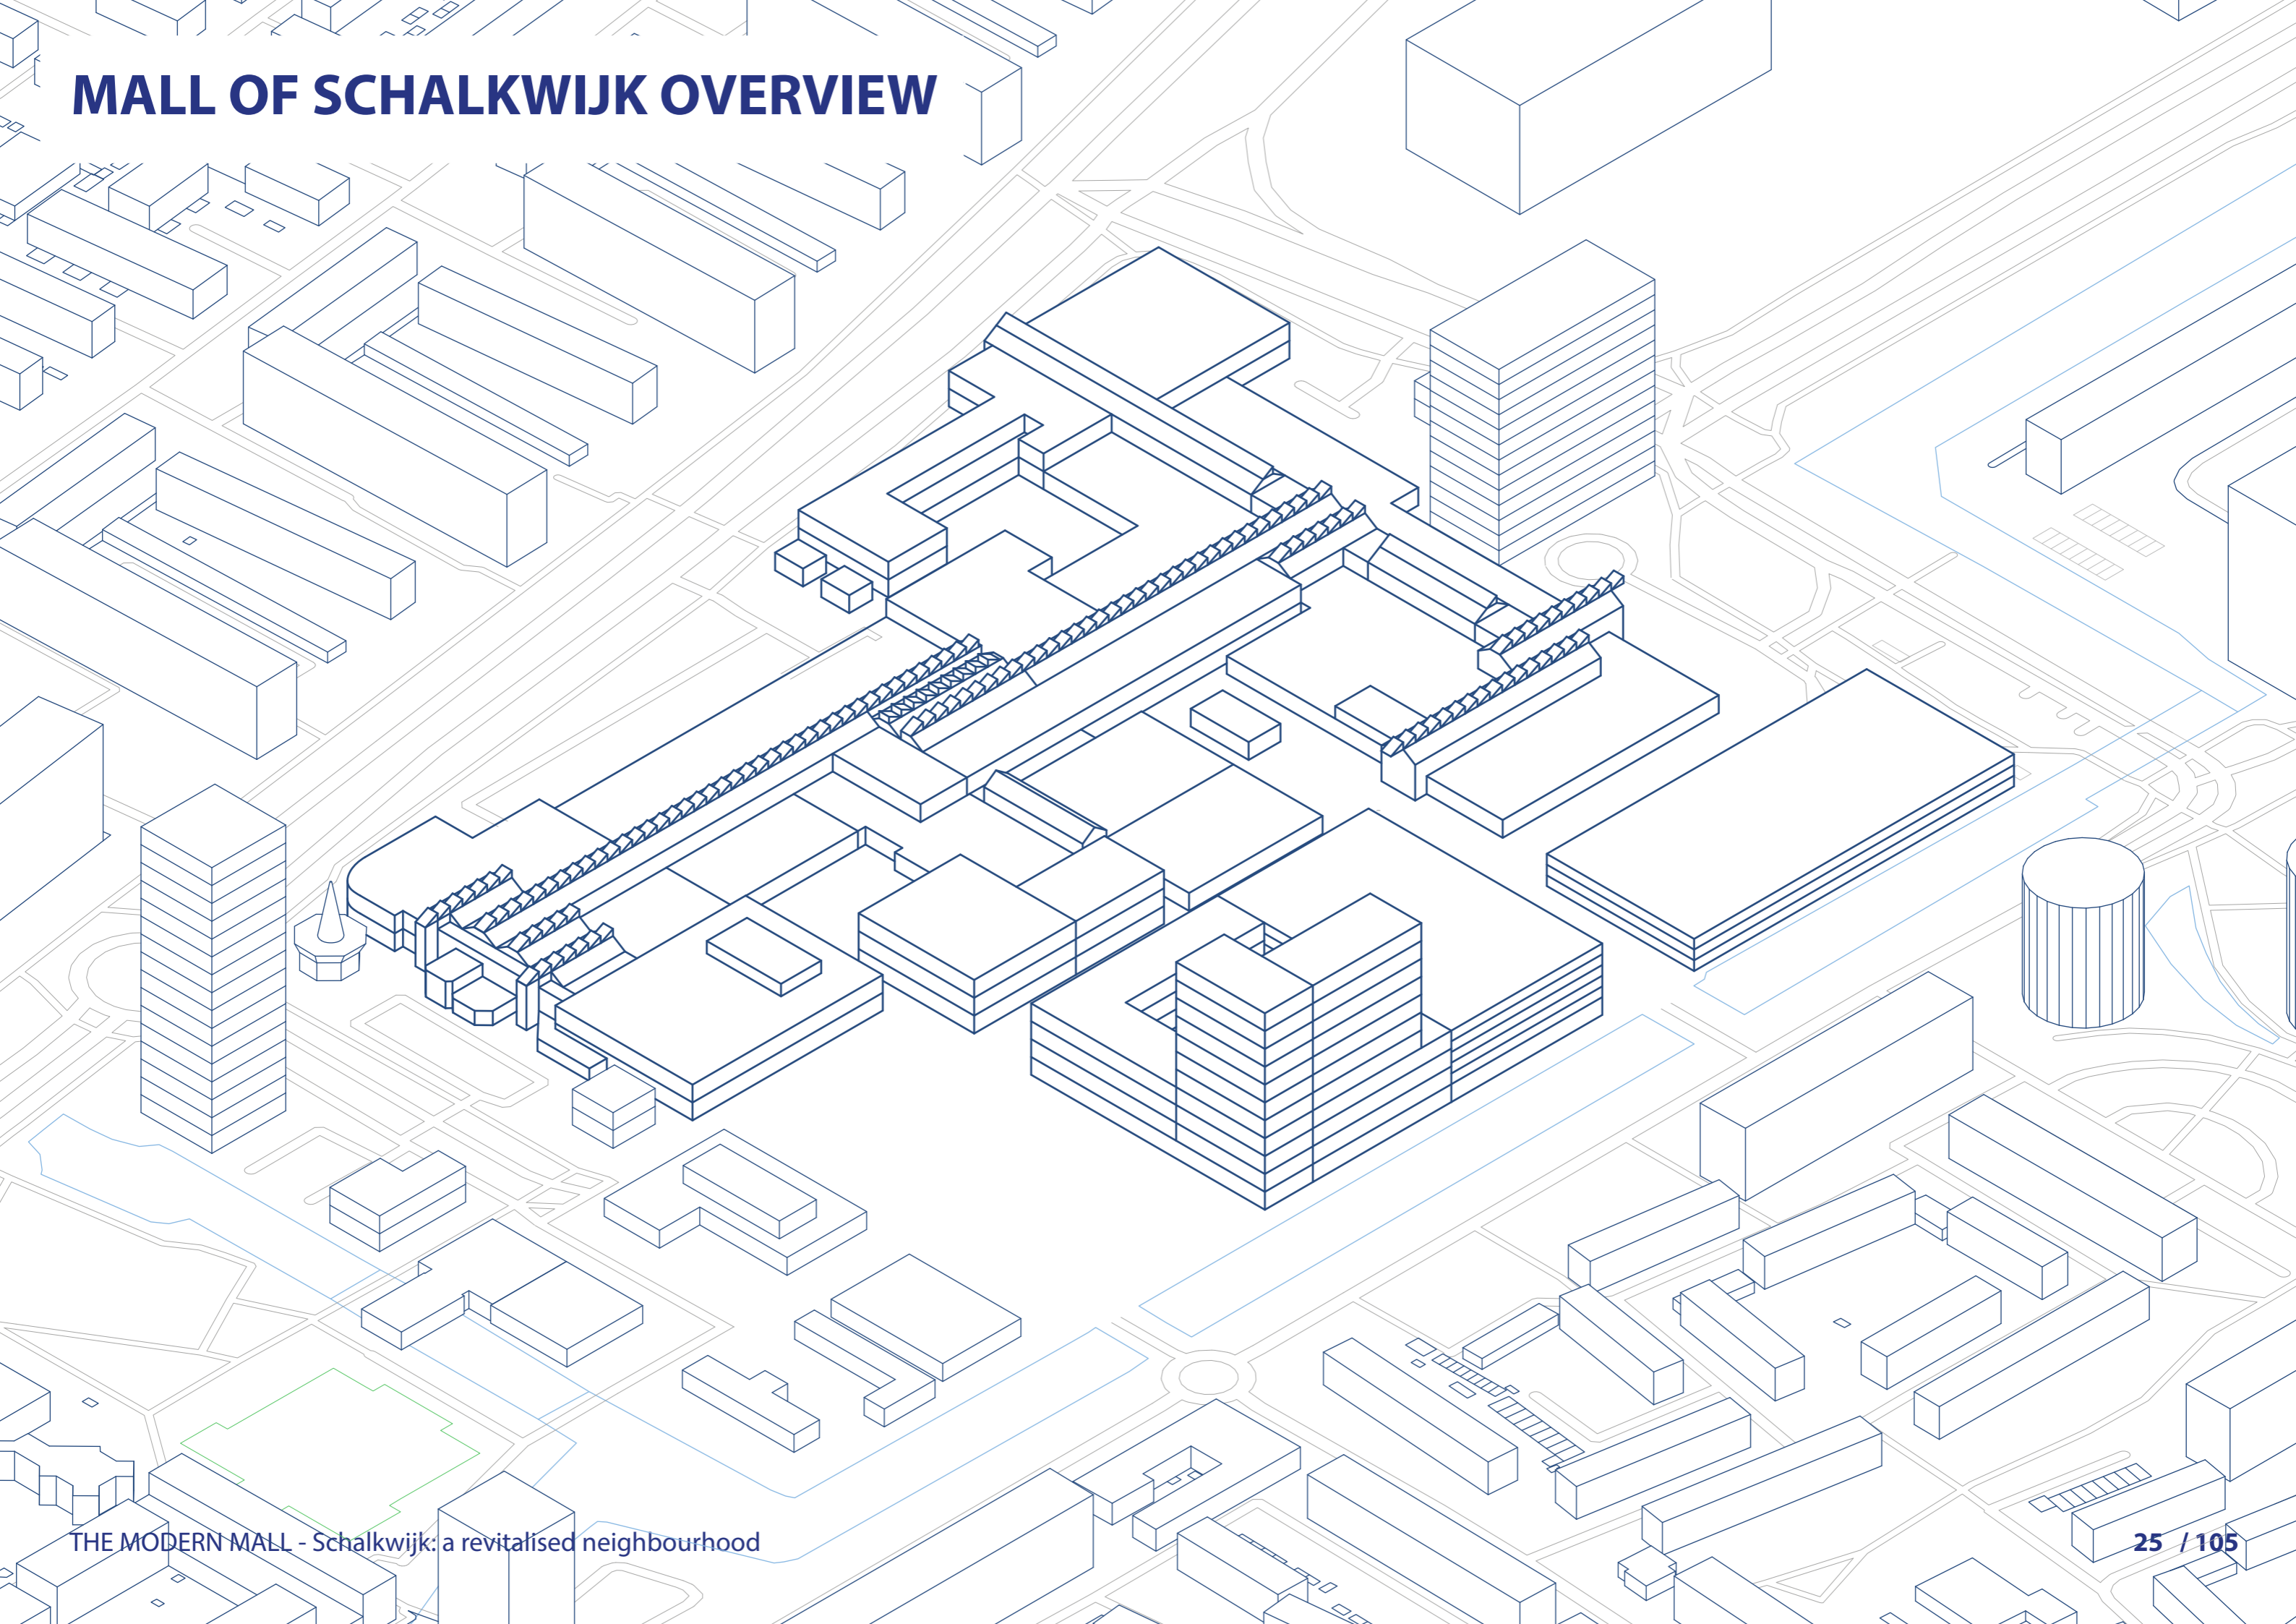 MALL OF SCHALKWIJK OVERVIEW
THE MODERN MALL - Schalkwijk: a revitalised neighbourhood
25 / 105